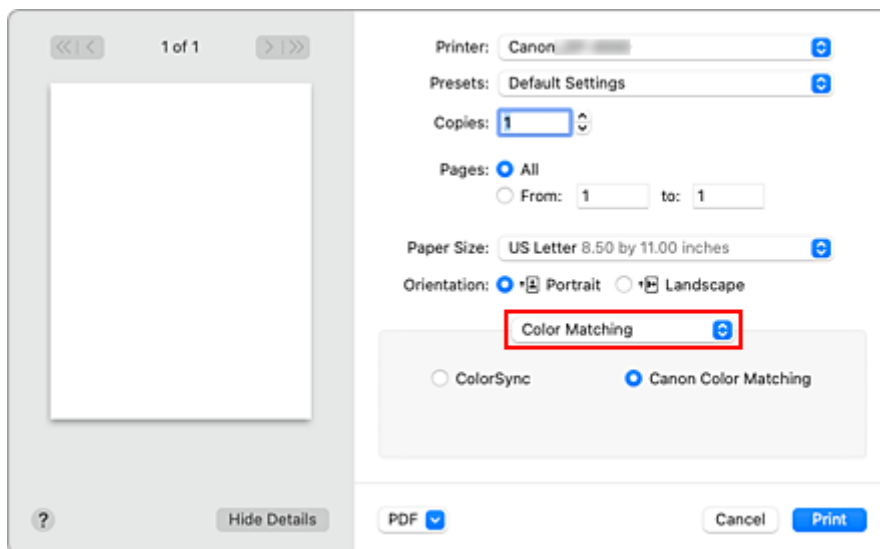 1 of 1
Printer: Canon
Presets: Default Settings
Copies: 1
Pages: All
From: 1 to: 1
Paper Size: US Letter 8.50 by 11.00 inches
Orientation: Portrait Landscape
Color Matching
ColorSync Canon Color Matching
? Hide Details PDF Cancel Print